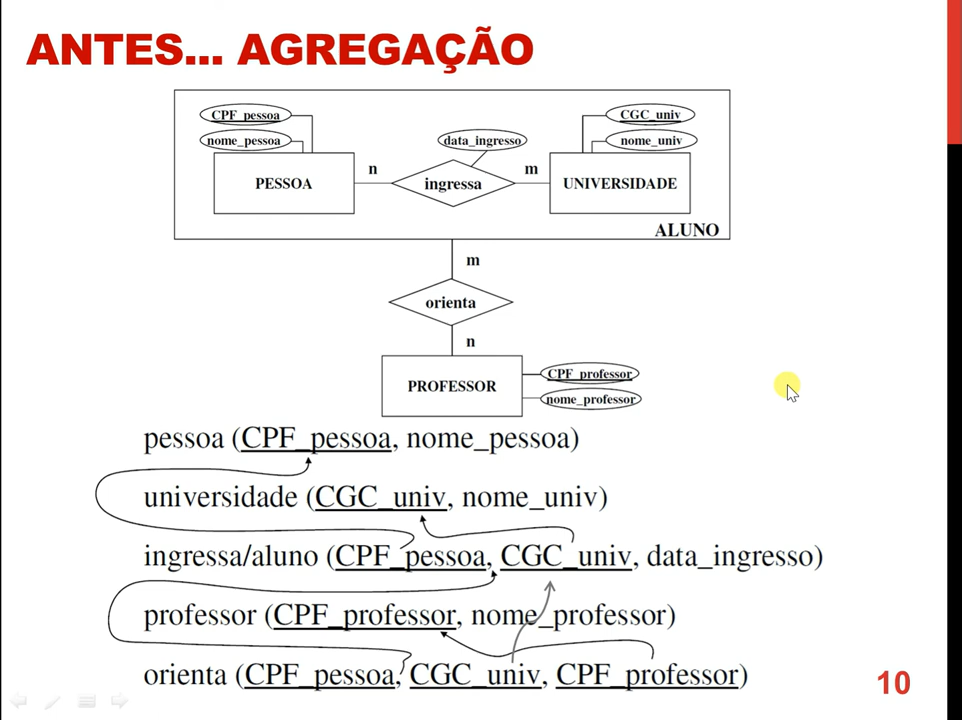 ANTES... AGREGAÇÃO
CPF_pessoa
nome_pessoa
data_ingresso
CGC_univ
nome_univ
PESSOA
n
ingressa
m
UNIVERSIDADE
ALUNO
m
orienta
n
PROFESSOR
CPF_professor
nome_professor
pessoa (CPF_pessoa, nome_pessoa)
universidade (CGC_univ, nome_univ)
ingressa/aluno (CPF_pessoa, CGC_univ, data_ingresso)
professor (CPF_professor, nome_professor)
orienta (CPF_pessoa, CGC_univ, CPF_professor)
10